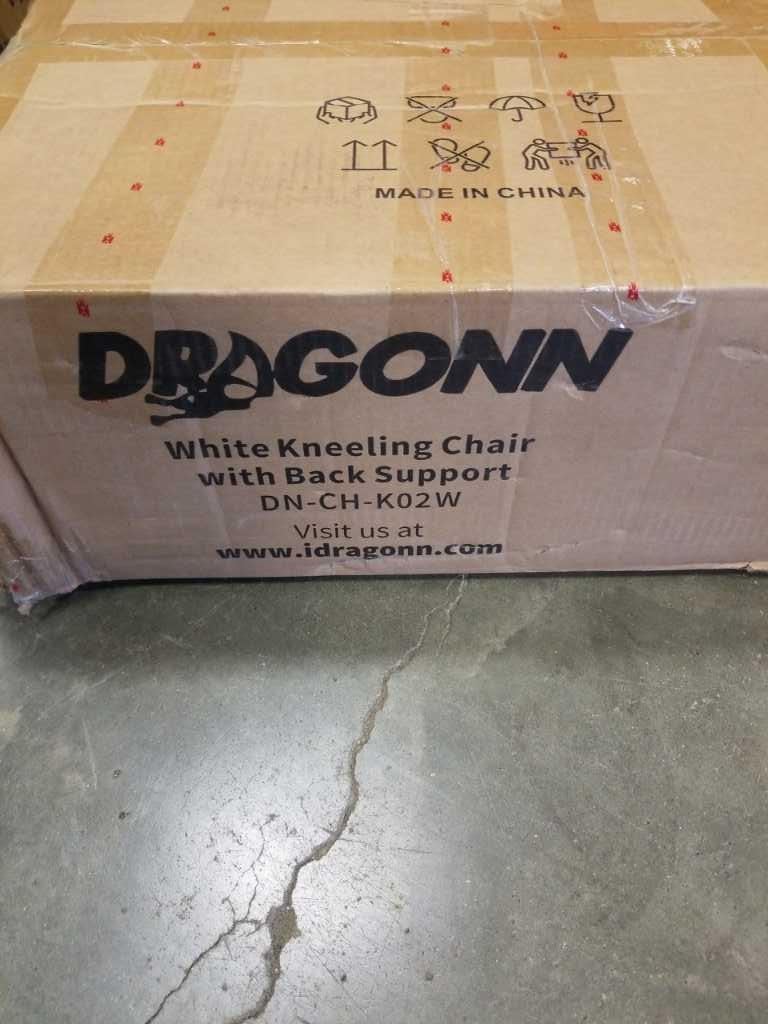 MADE IN CHINA
DRAGONN
White Kneeling Chair
with Back Support
DN-CH-K02W
Visit us at
www.idragonn.com